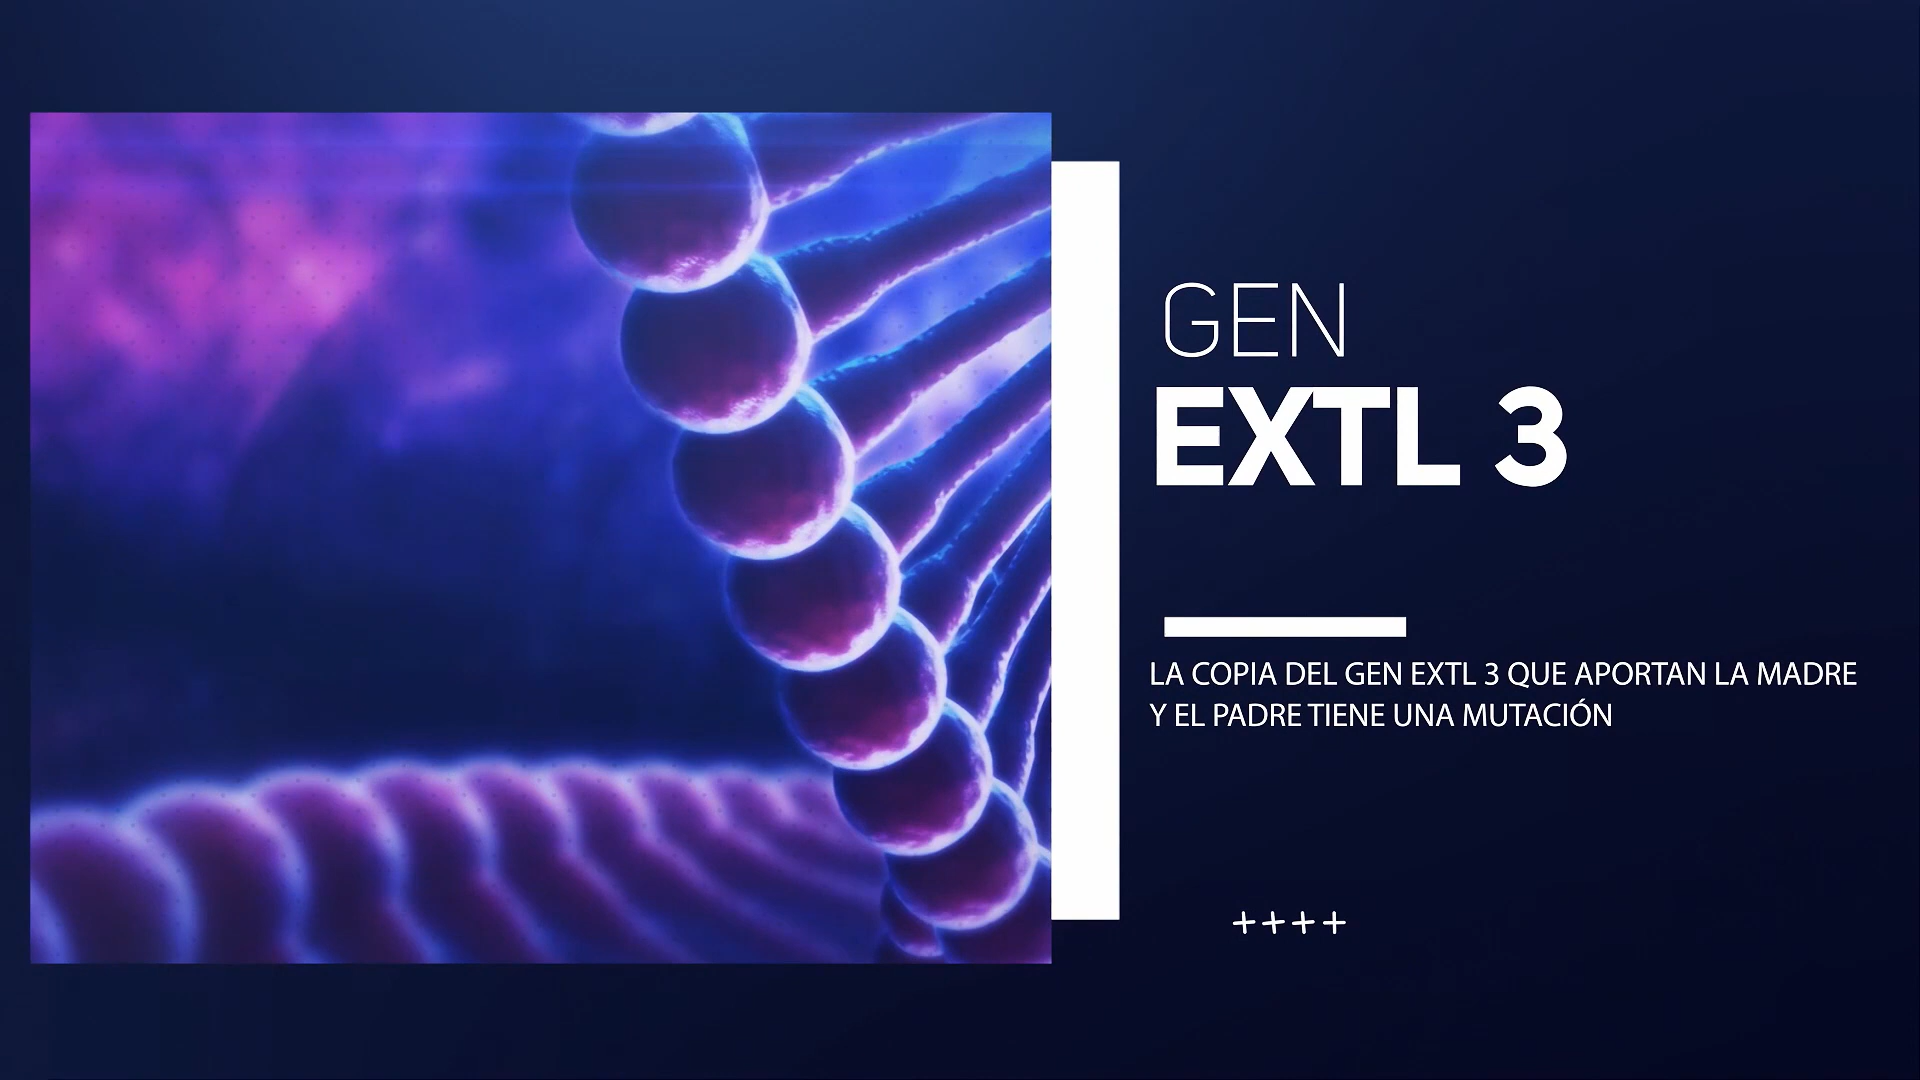 GEN
EXTL 3
LA COPIA DEL GEN EXTL 3 QUE APORTAN LA MADRE
Y EL PADRE TIENE UNA MUTACIÓN
++++